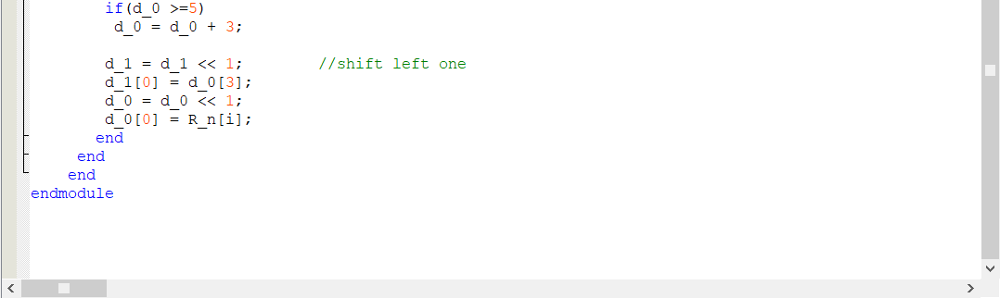 if(d_0 >=5)
d_0 = d_0 + 3;
d_1 = d_1 << 1; //shift left one
d_1[0] = d_0[3];
d_0 = d_0 << 1;
d_0[0] = R_n[i];
end
end
end
endmodule